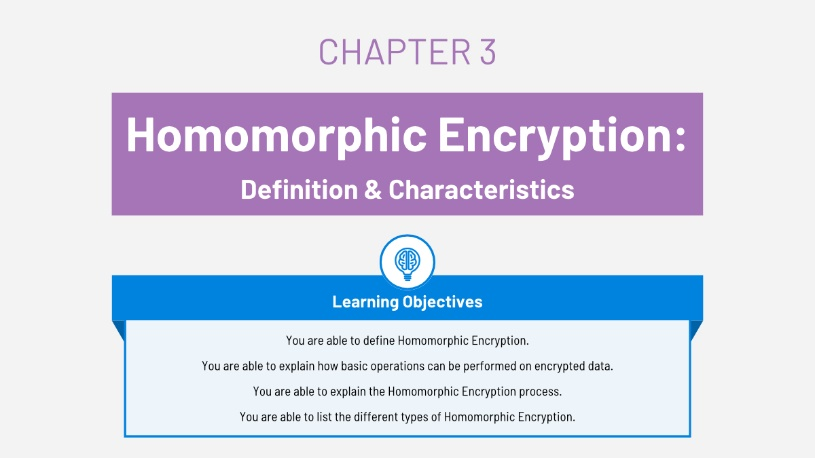 CHAPTER 3
Homomorphic Encryption:
Definition & Characteristics
Learning Objectives
You are able to define Homomorphic Encryption.
You are able to explain how basic operations can be performed on encrypted data.
You are able to explain the Homomorphic Encryption process.
You are able to list the different types of Homomorphic Encryption.